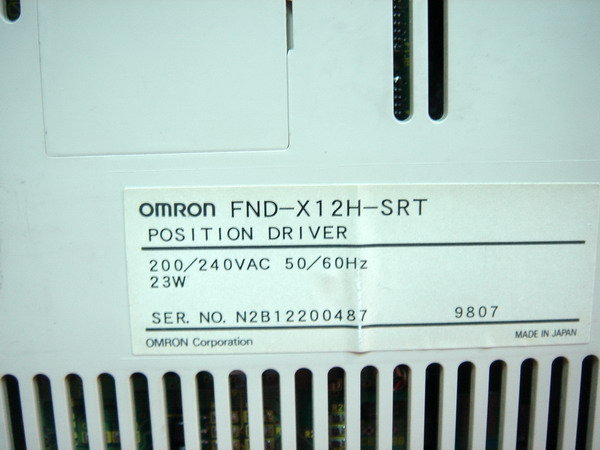 OMRON FND-X12H-SRT
POSITION DRIVER
200/240VAC 50/60Hz
23W
SER. NO. N2B12200487 9807
OMRON Corporation MADE IN JAPAN